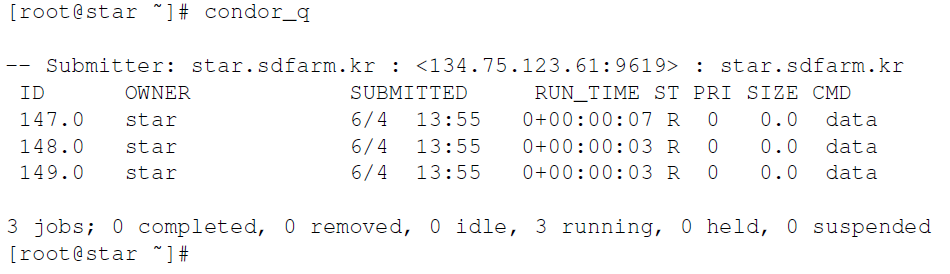 [root@star ~]# condor_q
-- Submitter: star.sdfarm.kr : <134.75.123.61:9619> : star.sdfarm.kr
ID OWNER SUBMITTED RUN_TIME ST PRI SIZE CMD
147.0 star 6/4 13:55 0+00:00:07 R 0 0.0 data
148.0 star 6/4 13:55 0+00:00:03 R 0 0.0 data
149.0 star 6/4 13:55 0+00:00:03 R 0 0.0 data
3 jobs; 0 completed, 0 removed, 0 idle, 3 running, 0 held, 0 suspended
[root@star ~]#